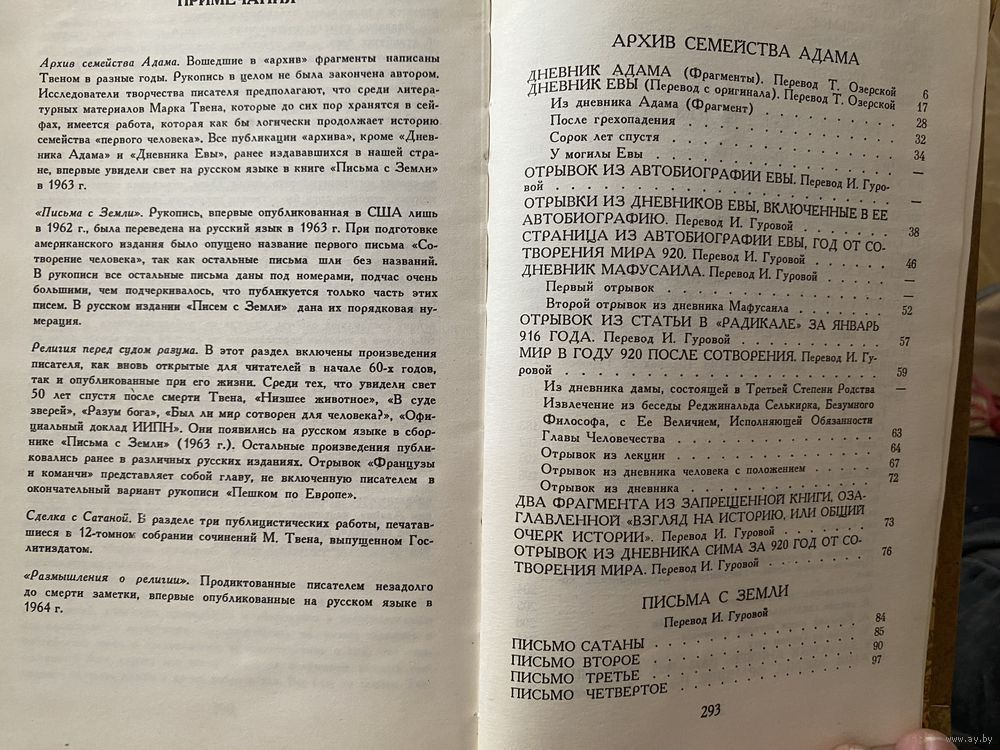 ПРИМЕЧАНИЯ
Архив семейства Адама. Вошедшие в «архив» фрагменты написаны
Твеном в разные годы. Рукопись в целом не была закончена автором.
Исследователи творчества писателя предполагают, что среди литера-
турных материалов Марка Твена, которые до сих пор хранятся в сей-
фах, имеется работа, которая как бы логически продолжает историю
семейства «первого человека». Все публикации «архива», кроме «Днев-
ника Адама» и «Дневника Евы», ранее издававшихся в нашей стра-
не, впервые увидели свет на русском языке в книге «Письма с Земли»
в 1963 г.
«Письма с Земли». Рукопись, впервые опубликованная в США лишь
в 1962 г., была переведена на русский язык в 1963 г. При подготовке
американского издания было опущено название первого письма «Со-
творение человека», так как остальные письма шли без названий.
В рукописи все остальные письма даны под номерами, подчас очень
большими, чем подчеркивалось, что публикуется только часть этих
писем. В русском издании «Писем с Земли» дана их порядковая ну-
мерация.
Религия перед судом разума. В этот раздел включены произведения
писателя, как вновь открытые для читателей в начале 60-х годов,
так и опубликованные при его жизни. Среди тех, что увидели свет
50 лет спустя после смерти Твена, «Низшее животное», «В суде
зверей», «Разум бога», «Был ли мир сотворен для человека?», «Офи-
циальный доклад ИИПН». Они появились на русском языке в сбор-
нике «Письма с Земли» (1963 г.). Остальные произведения публи-
ковались ранее в различных русских изданиях. Отрывок «Французы
и команчи» представляет собой главу, не включенную писателем в
окончательный вариант рукописи «Пешком по Европе».
Сделка с Сатаной. В разделе три публицистических работы, печатав-
шиеся в 12-томном собрании сочинений М. Твена, выпущенном Гос-
литиздатом.
«Размышления о религии». Продиктованные писателем незадолго
до смерти заметки, впервые опубликованные на русском языке в
1964 г.
АРХИВ СЕМЕЙСТВА АДАМА
ДНЕВНИК АДАМА (Фрагменты). Перевод Т. Озерской 6
ДНЕВНИК ЕВЫ (Перевод с оригинала). Перевод Т. Озерской 17
Из дневника Адама (Фрагмент) . . . . . . . . 28
После грехопадения . . . . . . . . . . . 32
Сорок лет спустя . . . . . . . . . . . . 34
У могилы Евы . . . . . . . . . . . . . —
ОТРЫВОК ИЗ АВТОБИОГРАФИИ ЕВЫ. Перевод И. Гуро-
вой . . . . . . . . . . . . . . . . . —
ОТРЫВКИ ИЗ ДНЕВНИКОВ ЕВЫ, ВКЛЮЧЕННЫЕ В ЕЕ
АВТОБИОГРАФИЮ. Перевод И. Гуровой . . . . . 38
СТРАНИЦА ИЗ АВТОБИОГРАФИИ ЕВЫ, ГОД ОТ СО-
ТВОРЕНИЯ МИРА 920. Перевод И. Гуровой . . . . . 46
ДНЕВНИК МАФУСАИЛА. Перевод И. Гуровой . . . . —
Первый отрывок . . . . . . . . . . . . —
Второй отрывок из дневника Мафусаила . . . . . 52
ОТРЫВОК ИЗ СТАТЬИ В «РАДИКАЛЕ» ЗА ЯНВАРЬ
916 ГОДА. Перевод И. Гуровой . . . . . . . . 57
МИР В ГОДУ 920 ПОСЛЕ СОТВОРЕНИЯ. Перевод И. Гу-
ровой . . . . . . . . . . . . . . . . 59
Из дневника дамы, состоящей в Третьей Степени Родства —
Извлечение из беседы Реджинальда Селькирка, Безумного
Философа, с Ее Величием, Исполняющей Обязанности
Главы Человечества . . . . . . . . . . . 63
Отрывок из лекции . . . . . . . . . . . 64
Отрывок из дневника человека с положением . . . . 67
Отрывок из дневника . . . . . . . . . . . 72
ДВА ФРАГМЕНТА ИЗ ЗАПРЕЩЕННОЙ КНИГИ, ОЗА-
ГЛАВЛЕННОЙ «ВЗГЛЯД НА ИСТОРИЮ, ИЛИ ОБЩИЙ
ОЧЕРК ИСТОРИИ». Перевод И. Гуровой . . . . . 73
ОТРЫВОК ИЗ ДНЕВНИКА СИМА ЗА 920 ГОД ОТ СО-
ТВОРЕНИЯ МИРА. Перевод И. Гуровой . . . . . . 76
ПИСЬМА С ЗЕМЛИ
Перевод И. Гуровой
ПИСЬМО САТАНЫ . . . . . . . . . . . . 84
ПИСЬМО ВТОРОЕ . . . . . . . . . . . . 85
ПИСЬМО ТРЕТЬЕ . . . . . . . . . . . . 90
ПИСЬМО ЧЕТВЕРТОЕ . . . . . . . . . . . 97
293
www.ay.by